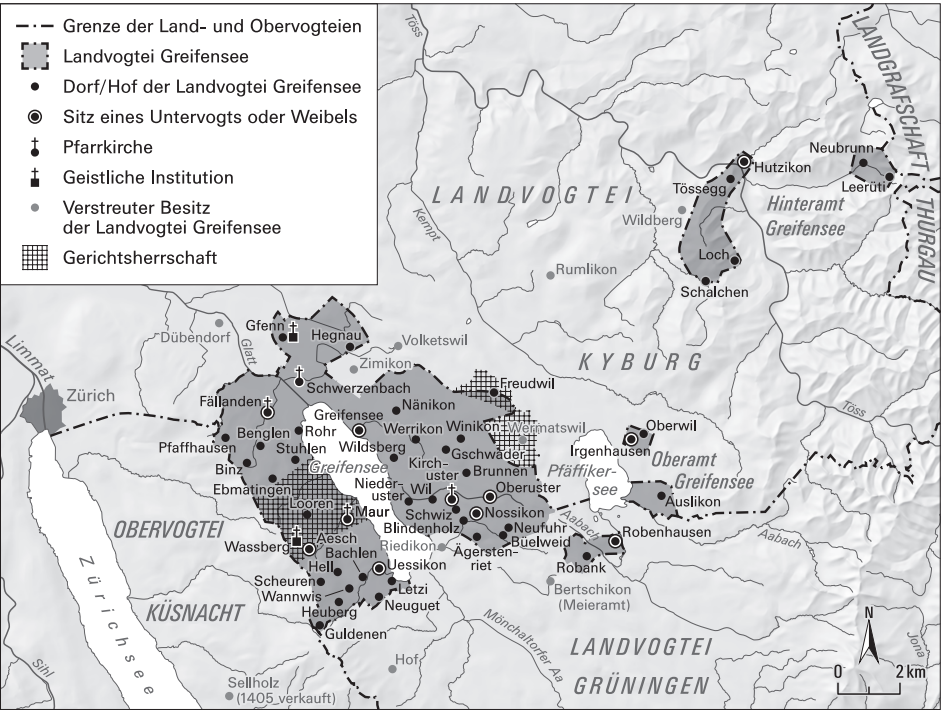 Grenze der Land- und Obervogteien
Landvogtei Greifensee
Dorf/Hof der Landvogtei Greifensee
Sitz eines Untervogts oder Weibels
Pfarrkirche
Geistliche Institution
Verstreuter Besitz
der Landvogtei Greifensee
Gerichtsherrschaft
Töss
LANDGRAFSCHAFT
THURGAU
Neubrunn
Leerüti
Hutzikon
Tössegg
Hinteramt
Greifensee
LANDVOGTEI
Wildberg
Kempt
Loch
Rumlikon
Schalchen
Gfenn
Hegnau
Dübendorf
Volketswil
Glatt
Zimikon
KYBURG
Limmat
Schwerzenbach
Freudwil
Zürich
Töss
Fällanden
Greifensee
Nänikon
Benglen
Rohr
Werrikon
Winikon
Wermatswil
Oberwil
Pfaffhausen
Stuhlen
Wildsberg
Gschwader
Irgenhausen
Binz
Greifensee
Kirch-
uster
Brunnen
Pfäffiker-
see
Oberamt
Greifensee
Ebmatingen
Nieder-
uster
Wil
Oberuster
Auslikon
Looren
Maur
Schwiz
Nossikon
OBERVOGTEI
Blindenholz
Neufuhr
Aabach
Robenhausen
Aabach
Wassberg
Aesch
Riedikon
Ägersten-
riet
Büelweid
Bachlen
Robank
Hell
Uessikon
Zürichsee
Scheuren
Letzi
Bertschikon
(Meieramt)
Wannwis
Neuguet
KÜSNACHT
Heuberg
Mönchaltorfer Aa
Guldenen
LANDVOGTEI
GRÜNINGEN
Jona
N
0 2 km
Hof
Sihl
Sellholz
(1405 verkauft)